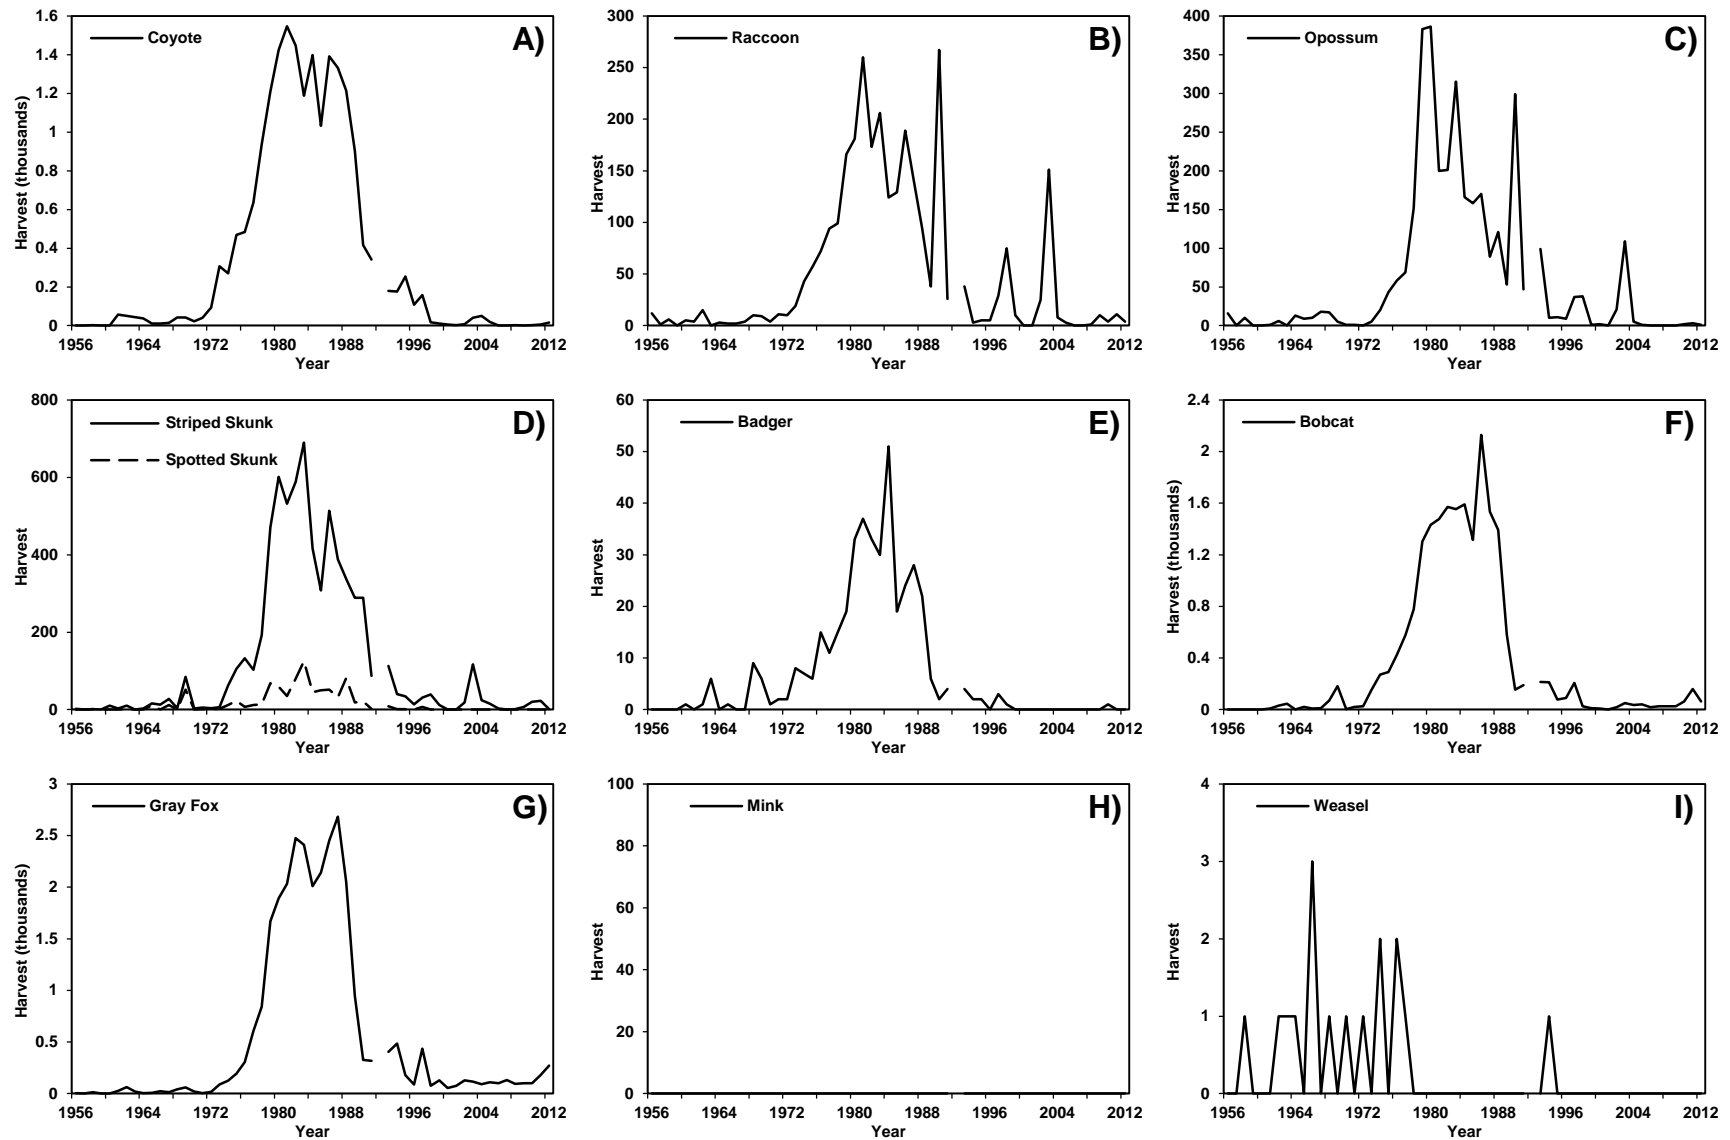 Coyote
A)
Harvest (thousands)
1.6
1.4
1.2
1
0.8
0.6
0.4
0.2
0
1956 1964 1972 1980 1988 1996 2004 2012
Year
Raccoon
B)
Harvest
300
250
200
150
100
50
0
1956 1964 1972 1980 1988 1996 2004 2012
Year
Opossum
C)
Harvest
400
350
300
250
200
150
100
50
0
1956 1964 1972 1980 1988 1996 2004 2012
Year
Striped Skunk
Spotted Skunk
D)
Harvest
800
600
400
200
0
1956 1964 1972 1980 1988 1996 2004 2012
Year
Badger
E)
Harvest
60
50
40
30
20
10
0
1956 1964 1972 1980 1988 1996 2004 2012
Year
Bobcat
F)
Harvest (thousands)
2.4
2
1.6
1.2
0.8
0.4
0
1956 1964 1972 1980 1988 1996 2004 2012
Year
Gray Fox
G)
Harvest (thousands)
3
2.5
2
1.5
1
0.5
0
1956 1964 1972 1980 1988 1996 2004 2012
Year
Mink
H)
Harvest
100
80
60
40
20
0
1956 1964 1972 1980 1988 1996 2004 2012
Year
Weasel
I)
Harvest
4
3
2
1
0
1956 1964 1972 1980 1988 1996 2004 2012
Year